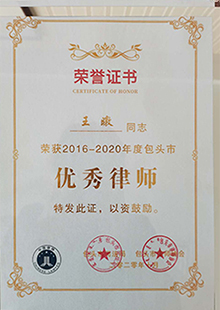 荣誉证书
CERTIFICATE OF HONOR
王 同志
荣获2016-2020年度包头市
优秀律师
特发此证，以资鼓励。